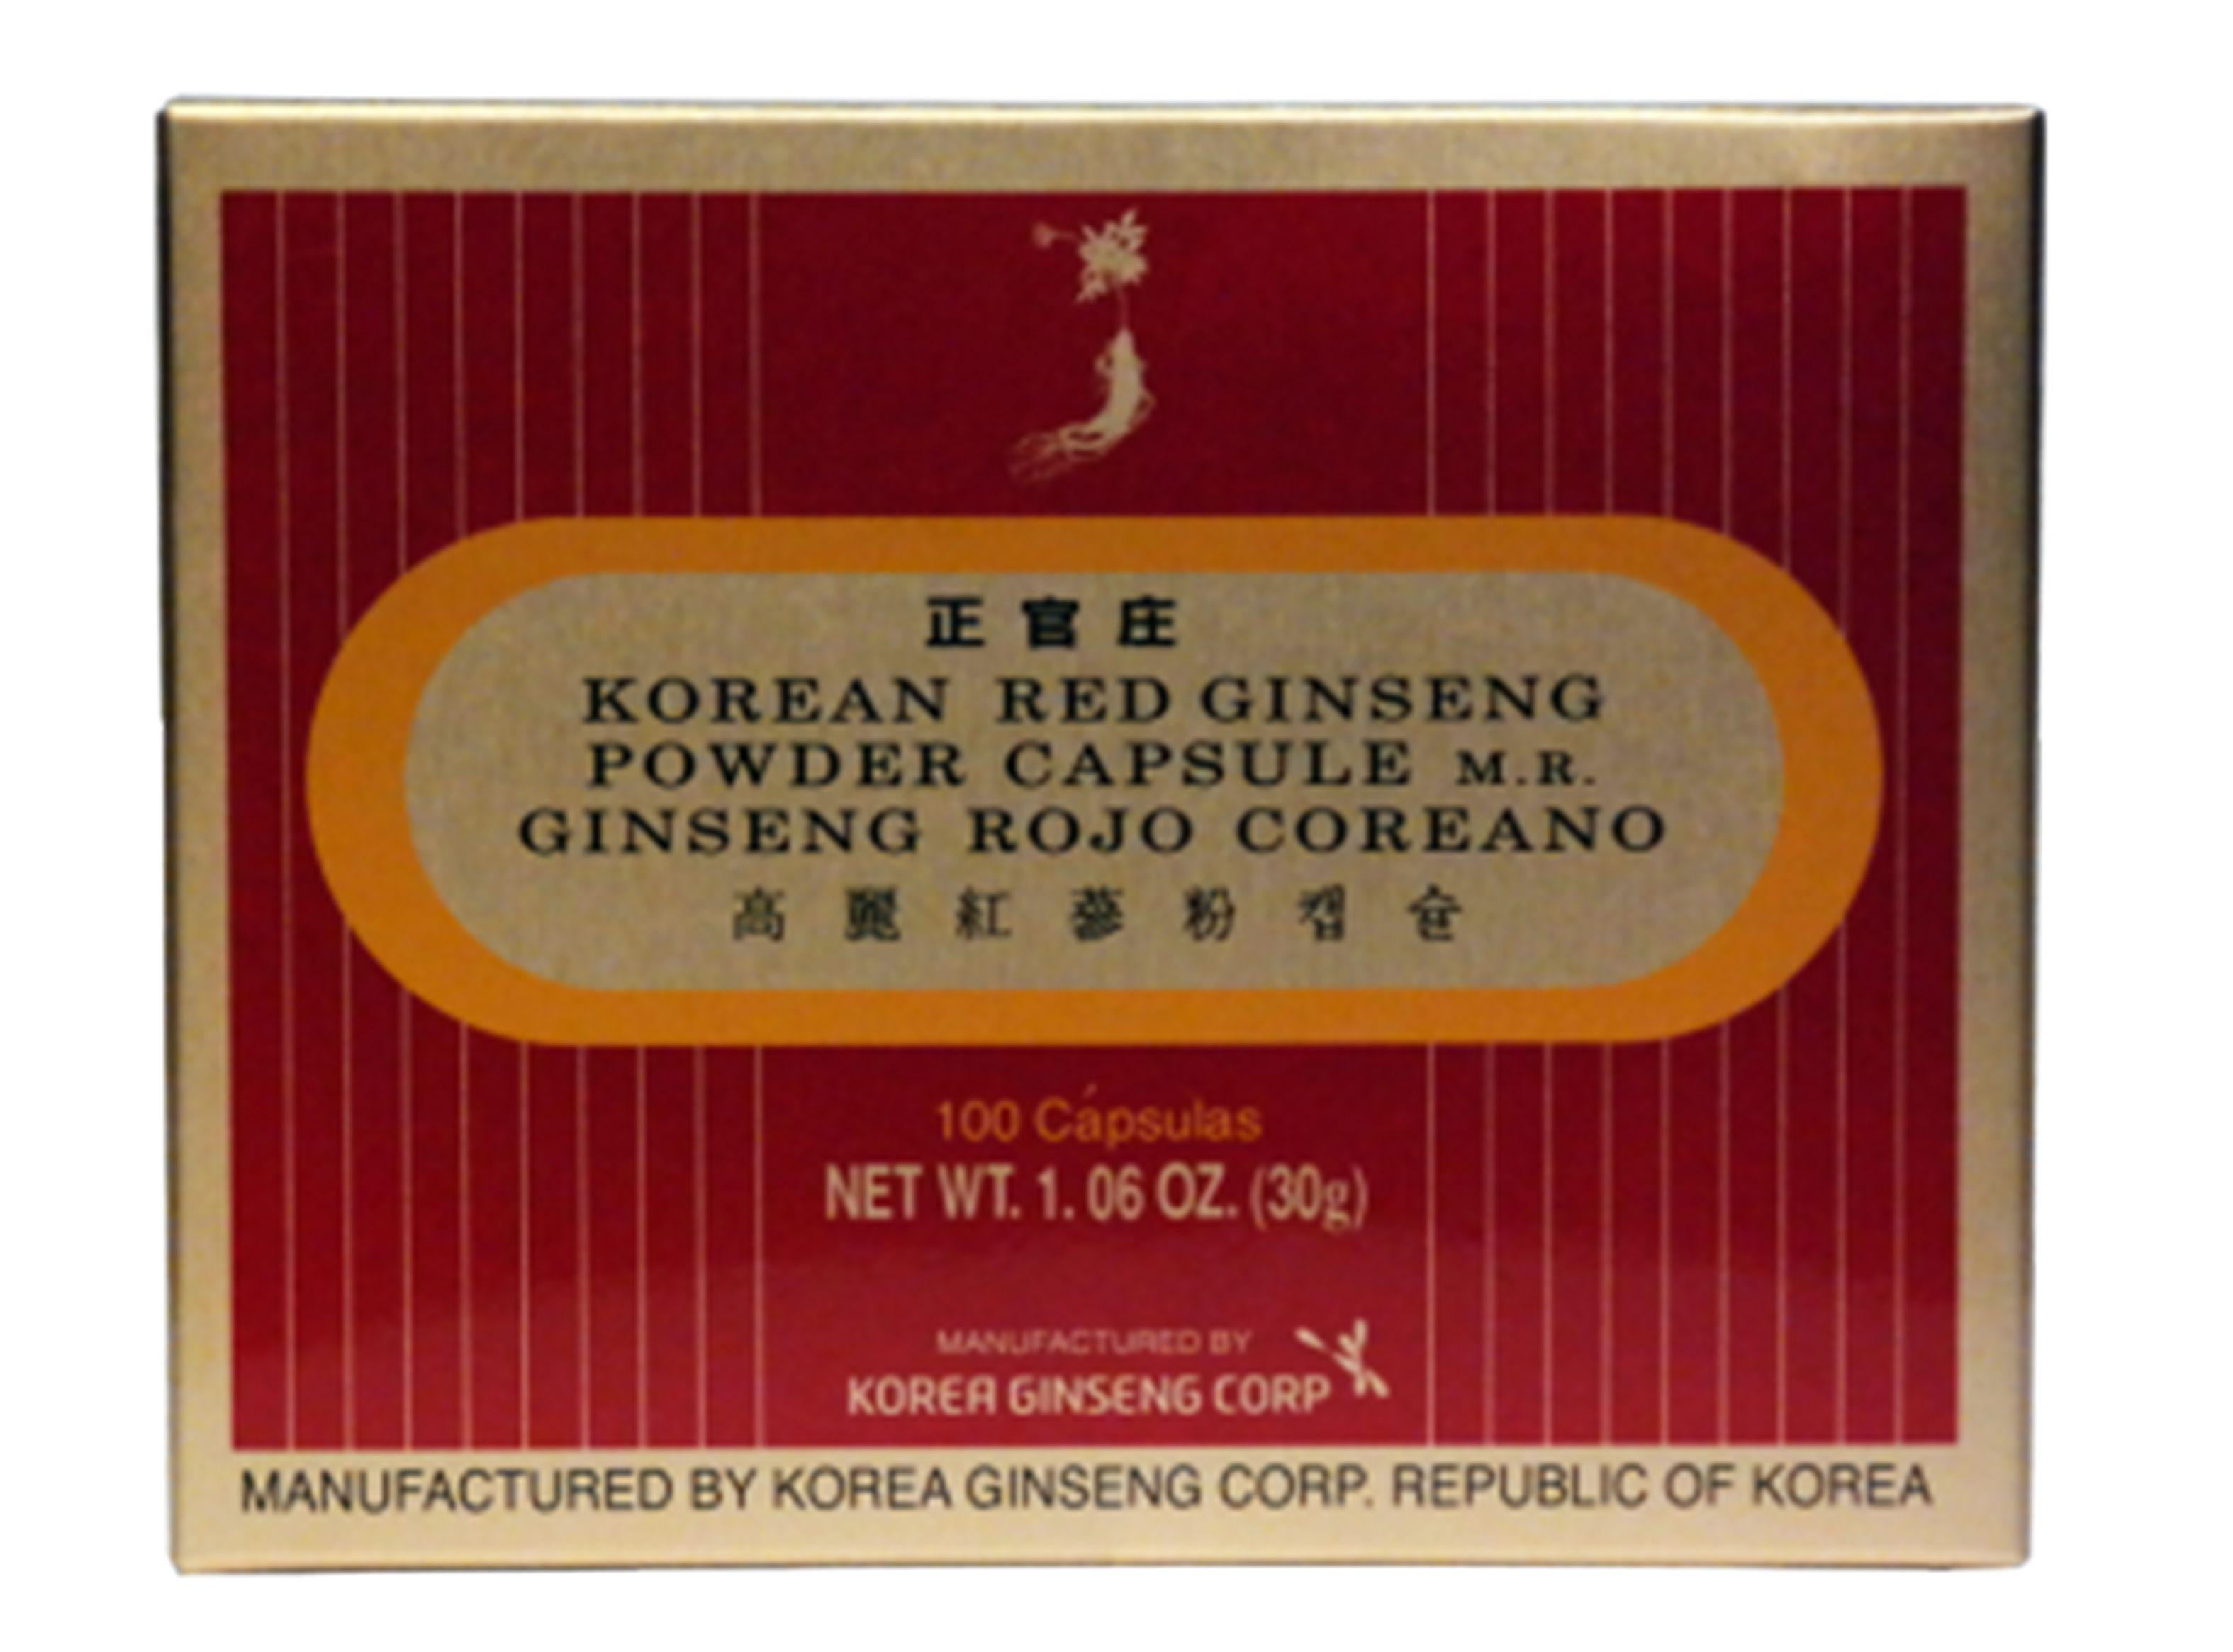 正官庄
KOREAN RED GINSENG
POWDER CAPSULE M.R.
GINSENG ROJO COREANO
高麗紅蔘粉캡슐
100 Cápsulas
NET WT. 1. 06 OZ. (30g)
MANUFACTURED BY
KOREA GINSENG CORP
MANUFACTURED BY KOREA GINSENG CORP. REPUBLIC OF KOREA